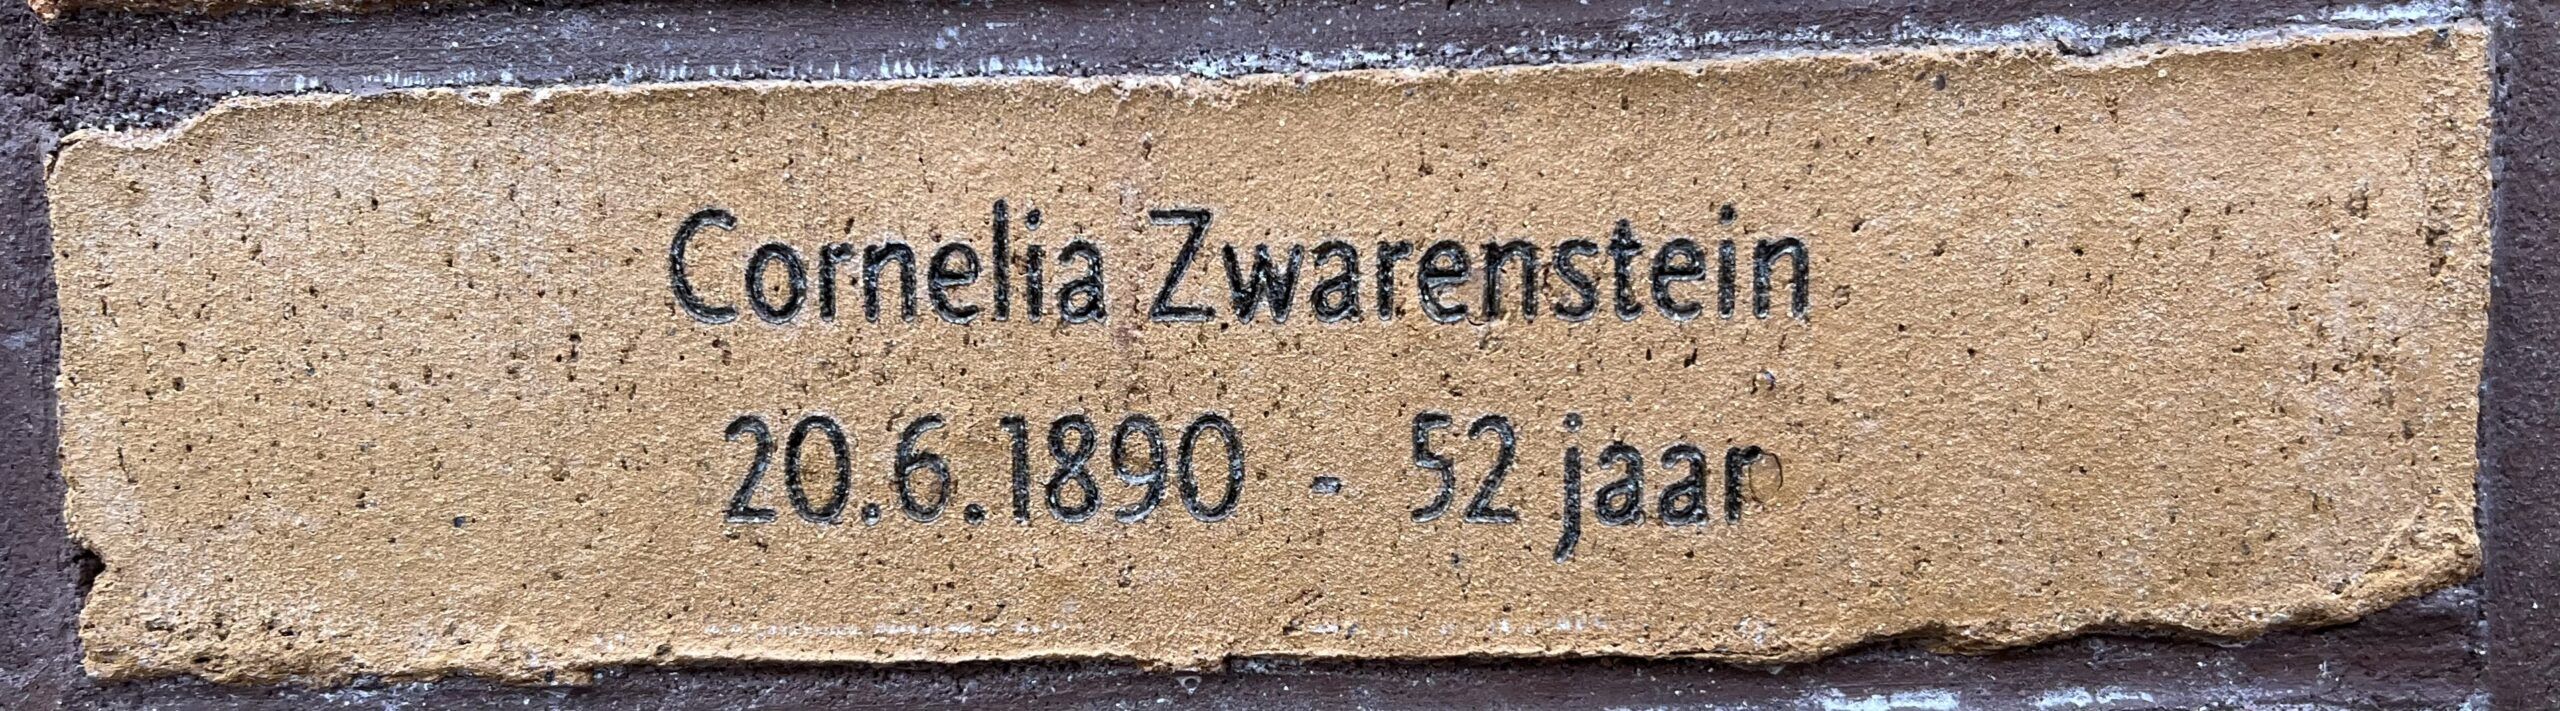 Cornelia Zwarenstein
20.6.1890 - 52 jaar